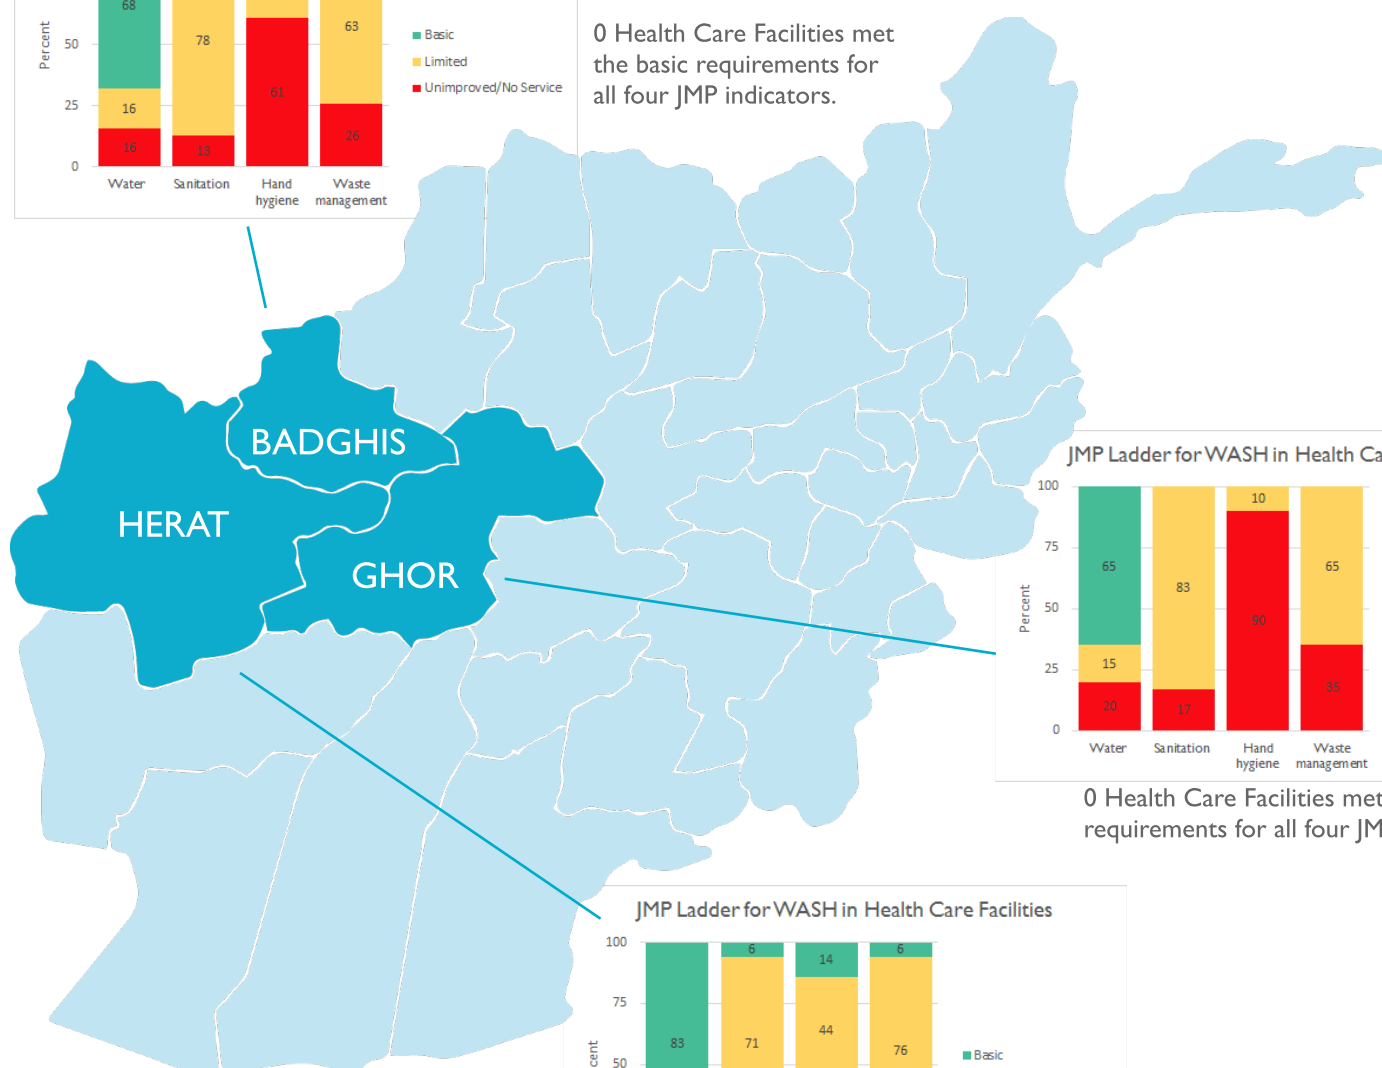 68
78
63
50
Percent
Basic
Limited
Unimproved/No Service
61
25
16
16
13
26
0
Water
Sanitation
Hand
hygiene
Waste
management
0 Health Care Facilities met
the basic requirements for
all four JMP indicators.
BADGHIS
HERAT
GHOR
JMP Ladder for WASH in Health Ca
100
10
75
65
83
65
50
Percent
90
25
15
20
17
35
0
Water
Sanitation
Hand
hygiene
Waste
management
0 Health Care Facilities met
requirements for all four JM
JMP Ladder for WASH in Health Care Facilities
100
6
14
6
75
83
71
44
76
50
cent
Basic